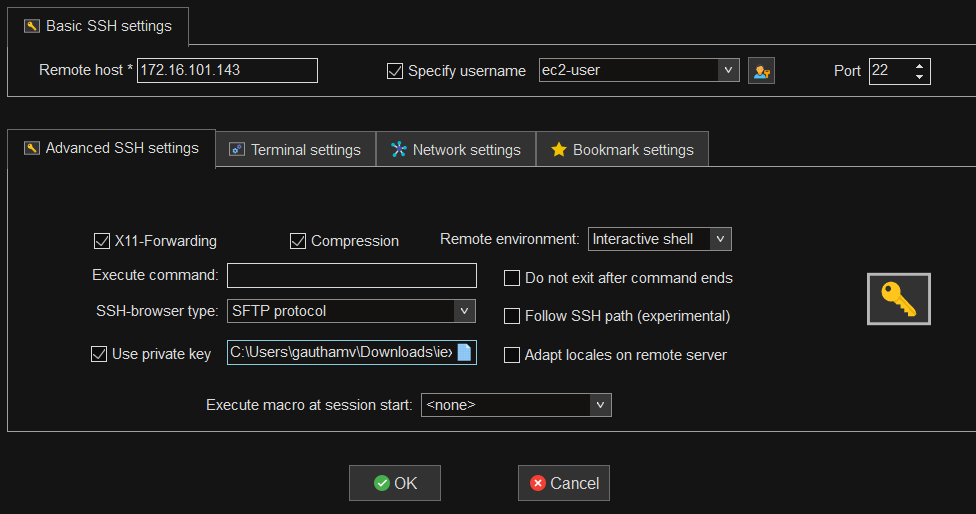 Basic SSH settings
Remote host * 172.16.101.143 Specify username ec2-user Port 22
Advanced SSH settings Terminal settings Network settings Bookmark settings
X11-Forwarding Compression Remote environment: Interactive shell
Execute command: Do not exit after command ends
SSH-browser type: SFTP protocol Follow SSH path (experimental)
Use private key C:\Users\gauthamv\Downloads\iex Adapt locales on remote server
Execute macro at session start: <none>
OK Cancel